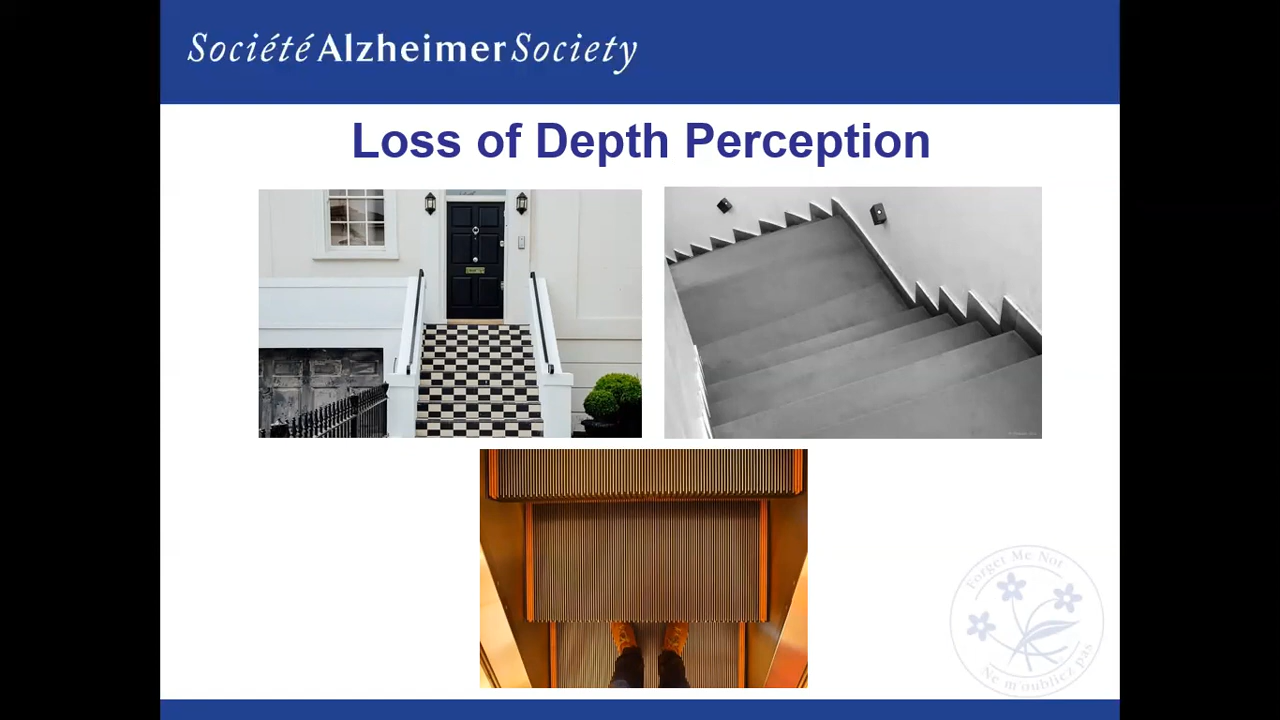 Société Alzheimer Society
Loss of Depth Perception
Forget Me Not
Ne m'oubliez pas